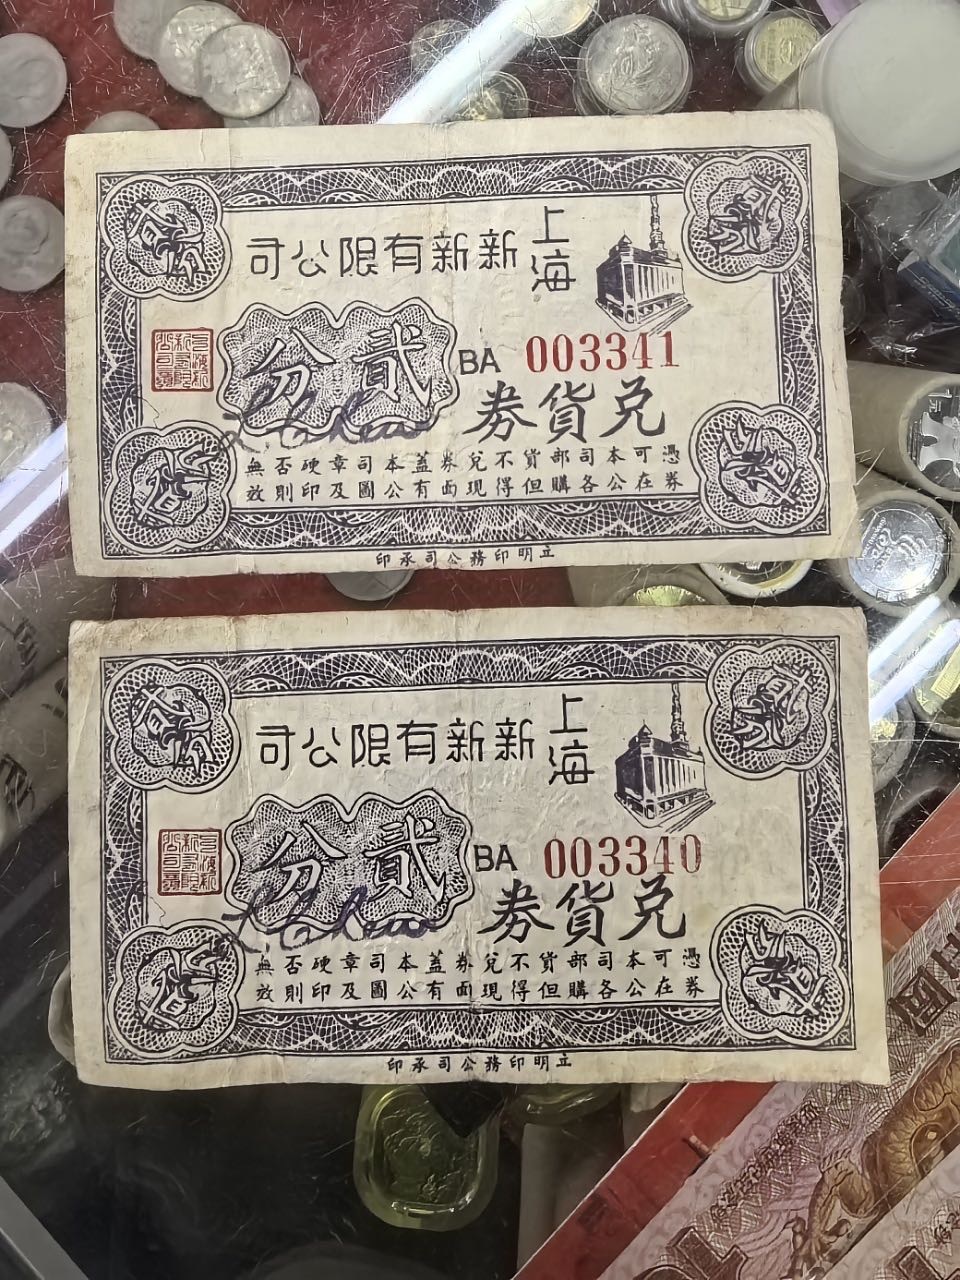 上海新新有限公司
貳分
BA 003341
兌貨券
憑券可在本公司各部購貨但不得兌現券面蓋有本公司圖章及硬印否則無效
立明印務公司承印
上海新新有限公司
貳分
BA 003340
兌貨券
憑券可在本公司各部購貨但不得兌現券面蓋有本公司圖章及硬印否則無效
立明印務公司承印